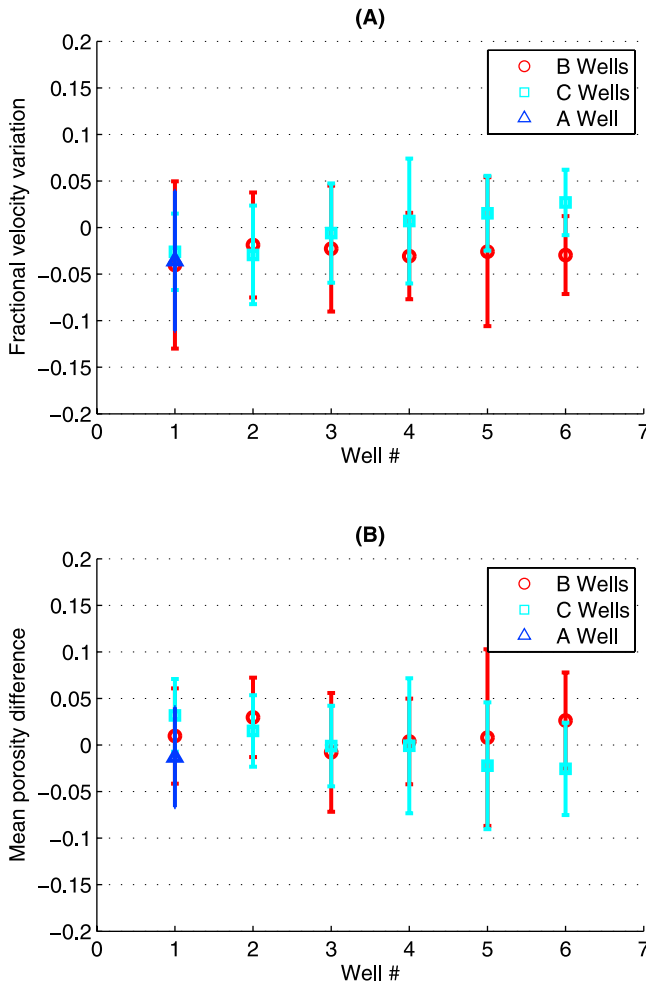 (A)
0.2
0.15
0.1
0.05
0
−0.05
−0.1
−0.15
−0.2
Fractional velocity variation
B Wells
C Wells
A Well
0 1 2 3 4 5 6 7
Well #
(B)
0.2
0.15
0.1
0.05
0
−0.05
−0.1
−0.15
−0.2
Mean porosity difference
B Wells
C Wells
A Well
0 1 2 3 4 5 6 7
Well #